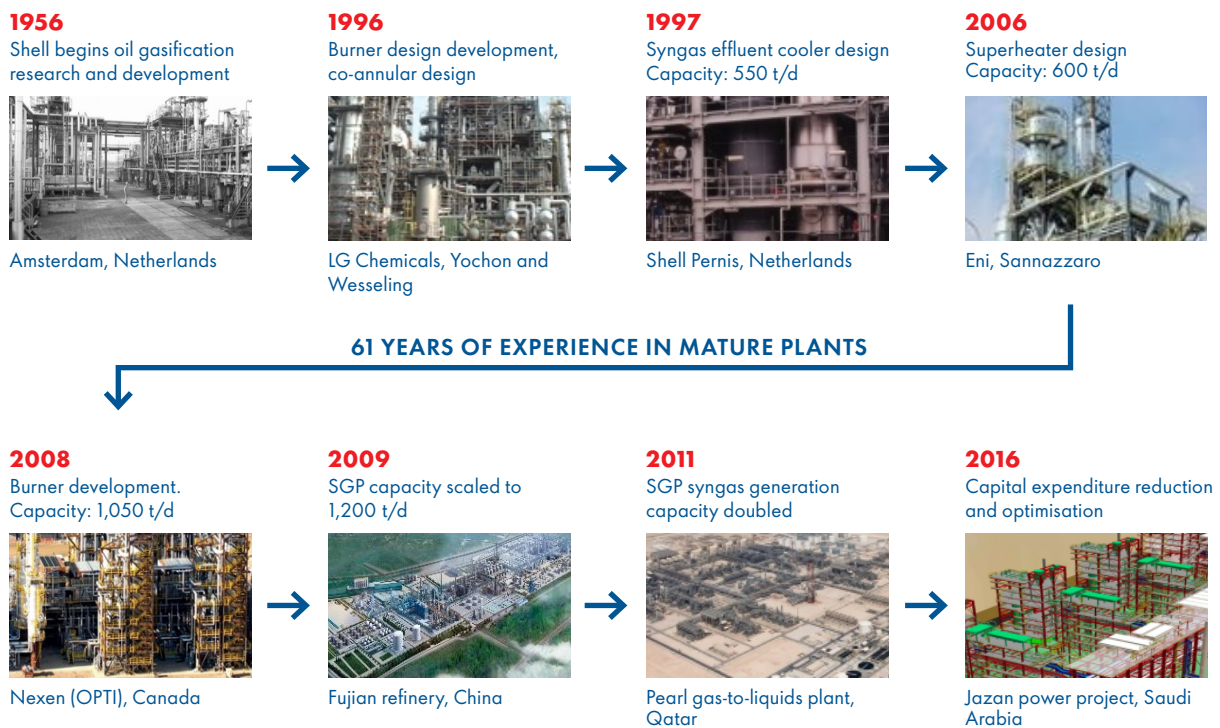 1956
Shell begins oil gasification
research and development
Amsterdam, Netherlands
1996
Burner design development,
co-annular design
LG Chemicals, Yochon and
Wesseling
1997
Syngas effluent cooler design
Capacity: 550 t/d
Shell Pernis, Netherlands
2006
Superheater design
Capacity: 600 t/d
Eni, Sannazzaro
61 YEARS OF EXPERIENCE IN MATURE PLANTS
2008
Burner development.
Capacity: 1,050 t/d
Nexen (OPTI), Canada
2009
SGP capacity scaled to
1,200 t/d
Fujian refinery, China
2011
SGP syngas generation
capacity doubled
Pearl gas-to-liquids plant,
Qatar
2016
Capital expenditure reduction
and optimisation
Jazan power project, Saudi
Arabia